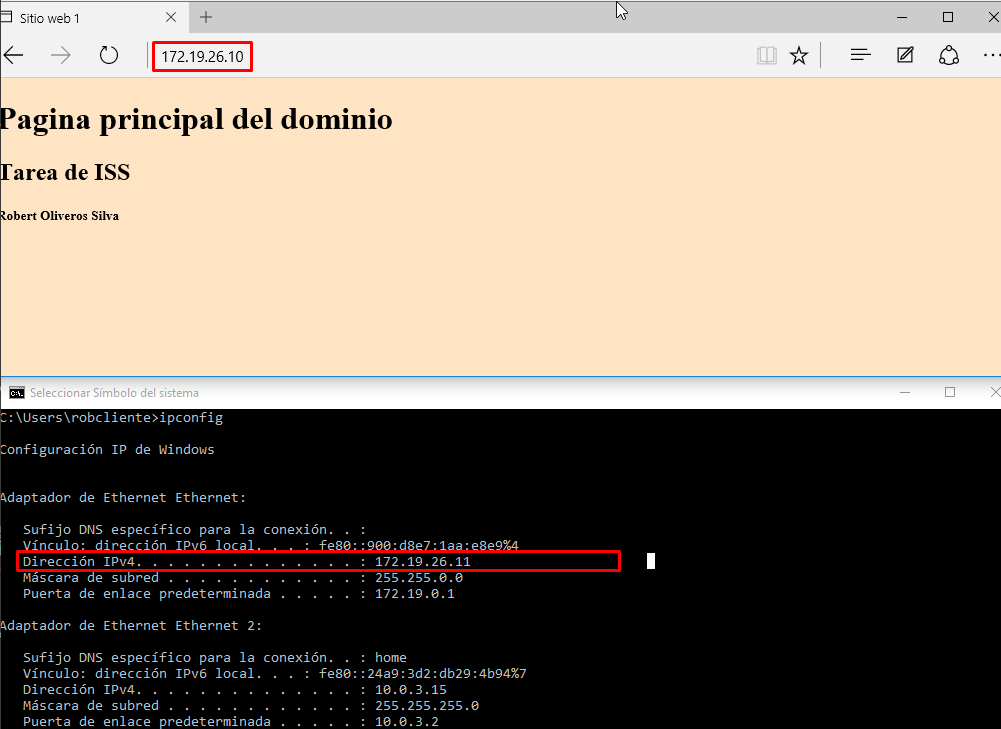 Sitio web 1
172.19.26.10
Pagina principal del dominio
Tarea de ISS
Robert Oliveros Silva
Seleccionar Símbolo del sistema
C:\Users\robcliente>ipconfig
Configuración IP de Windows
Adaptador de Ethernet Ethernet:
Sufijo DNS específico para la conexión. . :
Vínculo: dirección IPv6 local. . . : fe80::900:d8e7:1aa:e8e9%4
Dirección IPv4. . . . . . . . . . . . . . : 172.19.26.11
Máscara de subred . . . . . . . . . . . . : 255.255.0.0
Puerta de enlace predeterminada . . . . . : 172.19.0.1
Adaptador de Ethernet Ethernet 2:
Sufijo DNS específico para la conexión. . : home
Vínculo: dirección IPv6 local. . . : fe80::24a9:3d2:db29:4b94%7
Dirección IPv4. . . . . . . . . . . . . . : 10.0.3.15
Máscara de subred . . . . . . . . . . . . : 255.255.255.0
Puerta de enlace predeterminada . . . . . : 10.0.3.2